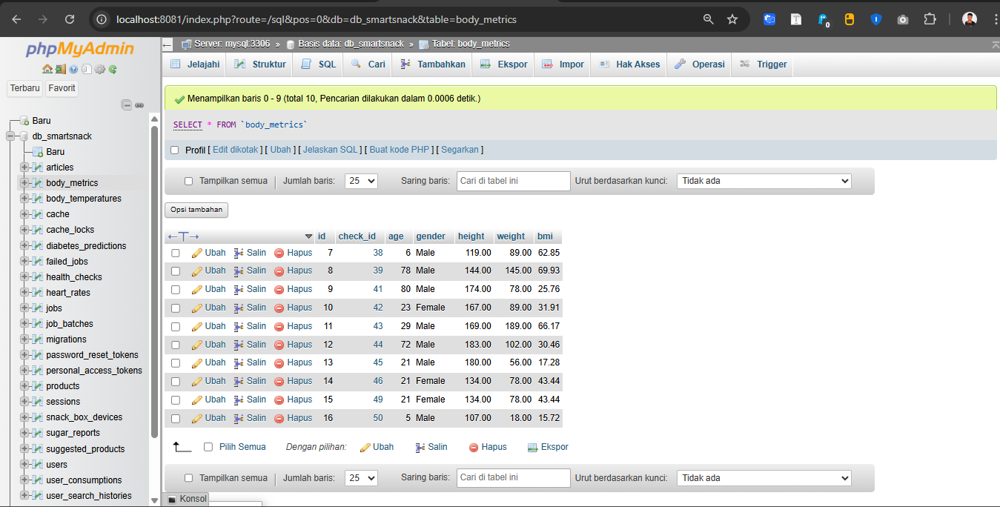 localhost:8081/index.php?route=/sql&pos=0&db=db_smartsnack&table=body_metrics
0
phpMyAdmin
Terbaru Favorit
Baru
db_smartsnack
Baru
articles
body_metrics
body_temperatures
cache
cache_locks
diabetes_predictions
failed_jobs
health_checks
heart_rates
jobs
job_batches
migrations
password_reset_tokens
personal_access_tokens
products
sessions
snack_box_devices
sugar_reports
suggested_products
users
user_consumptions
user_search_histories
Server: mysql:3306 » Basis data: db_smartsnack » Tabel: body_metrics
Jelajahi Struktur SQL Cari Tambahkan Ekspor Impor Hak Akses Operasi Trigger
Menampilkan baris 0 - 9 (total 10, Pencarian dilakukan dalam 0.0006 detik.)
SELECT * FROM `body_metrics`
Profil [ Edit dikotak ] [ Ubah ] [ Jelaskan SQL ] [ Buat kode PHP ] [ Segarkan ]
Tampilkan semua Jumlah baris: 25 Saring baris: Cari di tabel ini Urut berdasarkan kunci: Tidak ada
Opsi tambahan
←T→ id check_id age gender height weight bmi
Ubah Salin Hapus 7 38 6 Male 119.00 89.00 62.85
Ubah Salin Hapus 8 39 78 Male 144.00 145.00 69.93
Ubah Salin Hapus 9 41 80 Male 174.00 78.00 25.76
Ubah Salin Hapus 10 42 23 Female 167.00 89.00 31.91
Ubah Salin Hapus 11 43 29 Male 169.00 189.00 66.17
Ubah Salin Hapus 12 44 72 Male 183.00 102.00 30.46
Ubah Salin Hapus 13 45 21 Male 180.00 56.00 17.28
Ubah Salin Hapus 14 46 21 Female 134.00 78.00 43.44
Ubah Salin Hapus 15 49 21 Female 134.00 78.00 43.44
Ubah Salin Hapus 16 50 5 Male 107.00 18.00 15.72
Pilih Semua Dengan pilihan: Ubah Salin Hapus Ekspor
Tampilkan semua Jumlah baris: 25 Saring baris: Cari di tabel ini Urut berdasarkan kunci: Tidak ada
Konsol